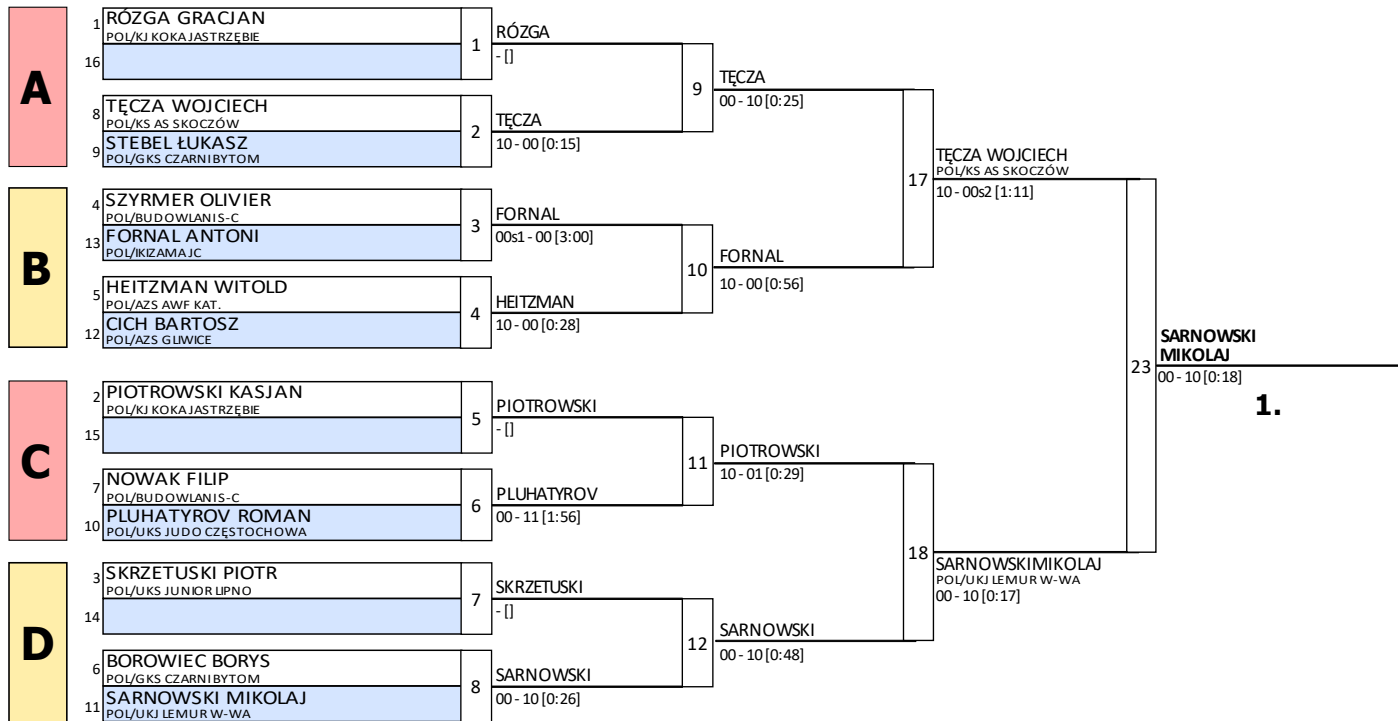 A
1 RÓZGA GRACJAN
POL/KJ KOKA JASTRZĘBIE
16
1
RÓZGA
- []
8 TĘCZA WOJCIECH
POL/KS AS SKOCZÓW
9 STEBEL ŁUKASZ
POL/GKS CZARNI BYTOM
2
TĘCZA
10 - 00 [0:15]
9
TĘCZA
00 - 10 [0:25]
B
4 SZYRMER OLIVIER
POL/BUDOWLANI S-C
13 FORNAL ANTONI
POL/IKIZAMA JC
3
FORNAL
00s1 - 00 [3:00]
5 HEITZMAN WITOLD
POL/AZS AWF KAT.
12 CICH BARTOSZ
POL/AZS GLIWICE
4
HEITZMAN
10 - 00 [0:28]
10
FORNAL
10 - 00 [0:56]
17
TĘCZA WOJCIECH
POL/KS AS SKOCZÓW
10 - 00s2 [1:11]
C
2 PIOTROWSKI KASJAN
POL/KJ KOKA JASTRZĘBIE
15
5
PIOTROWSKI
- []
7 NOWAK FILIP
POL/BUDOWLANI S-C
10 PLUHATYROV ROMAN
POL/UKS JUDO CZĘSTOCHOWA
6
PLUHATYROV
00 - 11 [1:56]
11
PIOTROWSKI
10 - 01 [0:29]
D
3 SKRZETUSKI PIOTR
POL/UKS JUNIOR LIPNO
14
7
SKRZETUSKI
- []
6 BOROWIEC BORYS
POL/GKS CZARNI BYTOM
11 SARNOWSKI MIKOLAJ
POL/UKJ LEMUR W-WA
8
SARNOWSKI
00 - 10 [0:26]
12
SARNOWSKI
00 - 10 [0:48]
18
SARNOWSKI MIKOLAJ
POL/UKJ LEMUR W-WA
00 - 10 [0:17]
23
SARNOWSKI
MIKOLAJ
00 - 10 [0:18]
1.